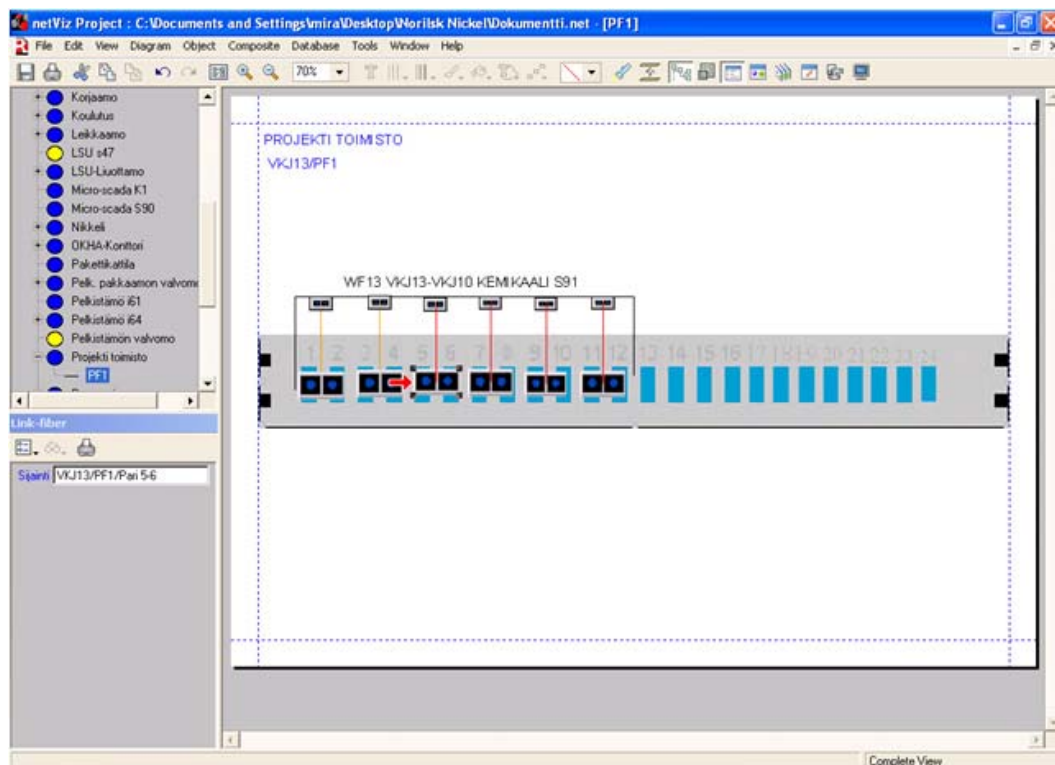 netViz Project : C:\Documents and Settings\mira\Desktop\Norilsk Nickel\Dokumentti.net - [PF1]
File Edit View Diagram Object Composite Database Tools Window Help
70%
Korjaamo
Koulutus
Leikkaamo
LSU s47
LSU-Liuottamo
Micro-scada K1
Micro-scada S90
Nikkeli
OKHA-Konttori
Pakettikattila
Pelk. pakkaamon valvomo
Pelkistämö i61
Pelkistämö i64
Pelkistämön valvomo
Projekti toimisto
PF1
Link-fiber
Sijainti VKJ13/PF1/Pari 5-6
PROJEKTI TOIMISTO
VKJ13/PF1
WF13 VKJ13-VKJ10 KEMIKAALI S91
1 2 3 4 5 6 7 8 9 10 11 12 13 14 15 16 17 18 19 20 21 22 23 24
Complete View